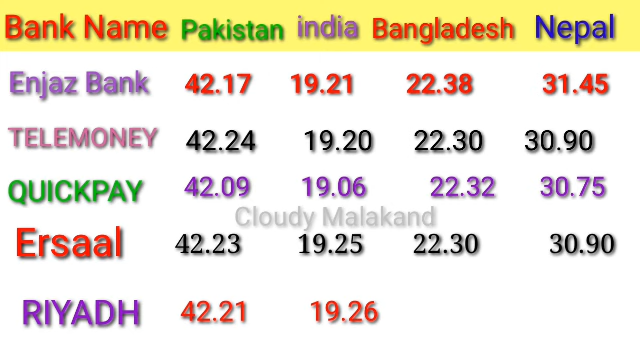 Bank Name Pakistan india Bangladesh Nepal
Enjaz Bank 42.17 19.21 22.38 31.45
TELEMONEY 42.24 19.20 22.30 30.90
QUICKPAY 42.09 19.06 22.32 30.75
Cloudy Malakand
Ersaal 42.23 19.25 22.30 30.90
RIYADH 42.21 19.26